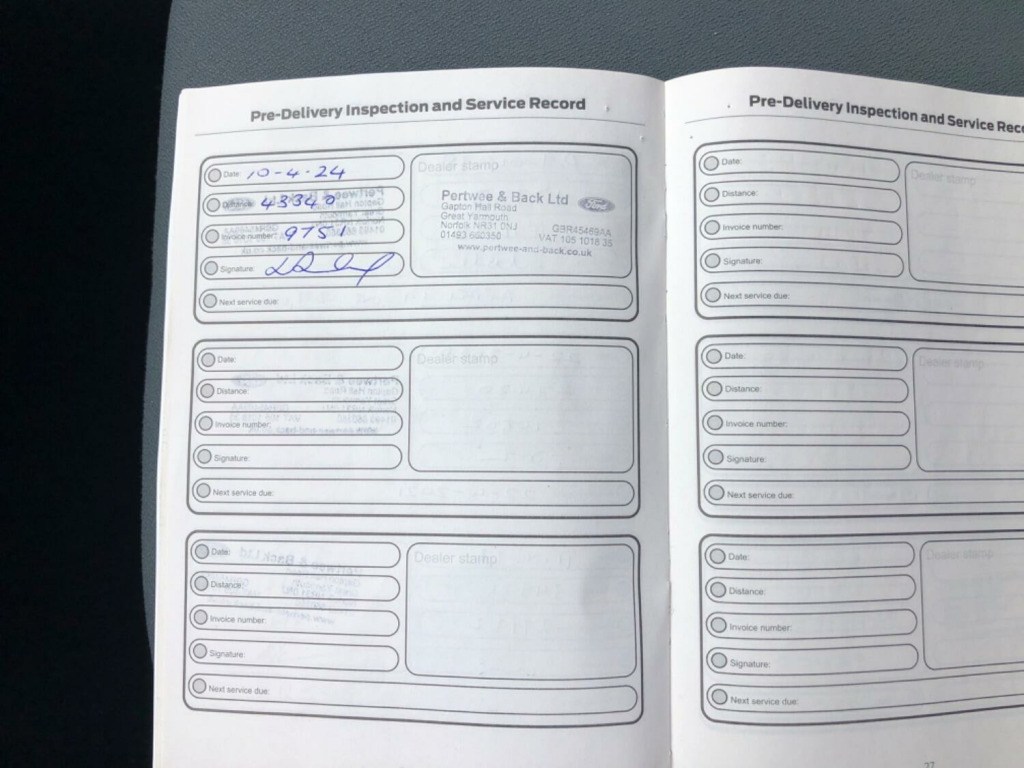 Pre-Delivery Inspection and Service Record
Date: 10-4-24
Distance: 43340
Invoice number: 9751
Signature:
Next service due:
Dealer stamp
Pertwee & Back Ltd
Ford
Gapton Hall Road
Great Yarmouth
Norfolk NR31 0NJ GBR45469AA
01493 660350 VAT 105 1018 35
www.pertwee-and-back.co.uk
Date:
Distance:
Invoice number:
Signature:
Next service due:
Dealer stamp
Date:
Distance:
Invoice number:
Signature:
Next service due:
Dealer stamp
Pre-Delivery Inspection and Service Reco
Date:
Distance:
Invoice number:
Signature:
Next service due:
Dealer stamp
Date:
Distance:
Invoice number:
Signature:
Next service due:
Dealer stamp
Date:
Distance:
Invoice number:
Signature:
Next service due:
Dealer stamp
27